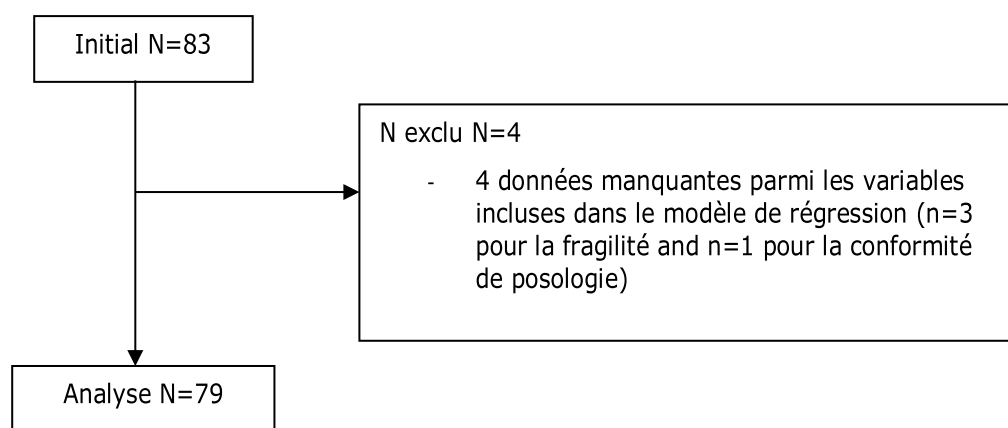 Initial N=83
N exclu N=4
- 4 données manquantes parmi les variables
incluses dans le modèle de régression (n=3
pour la fragilité and n=1 pour la conformité
de posologie)
Analyse N=79